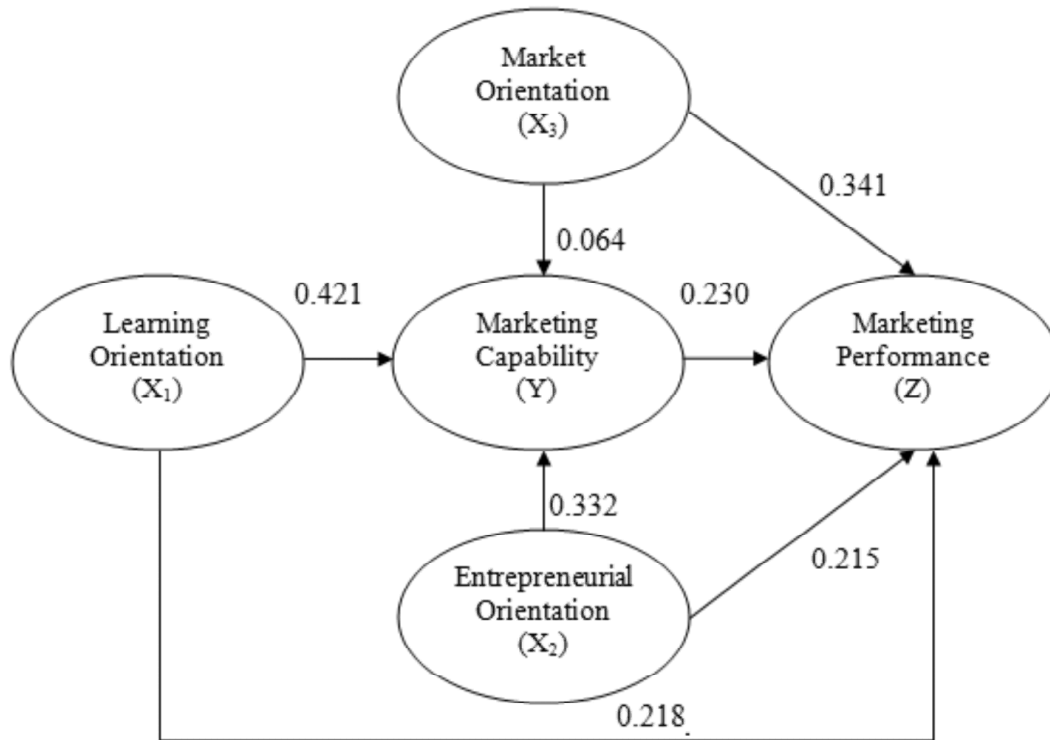 Market
Orientation
(X₃)
0.341
0.064
0.421
0.230
Learning
Orientation
(X₁)
Marketing
Capability
(Y)
Marketing
Performance
(Z)
0.332
0.215
Entrepreneurial
Orientation
(X₂)
0.218